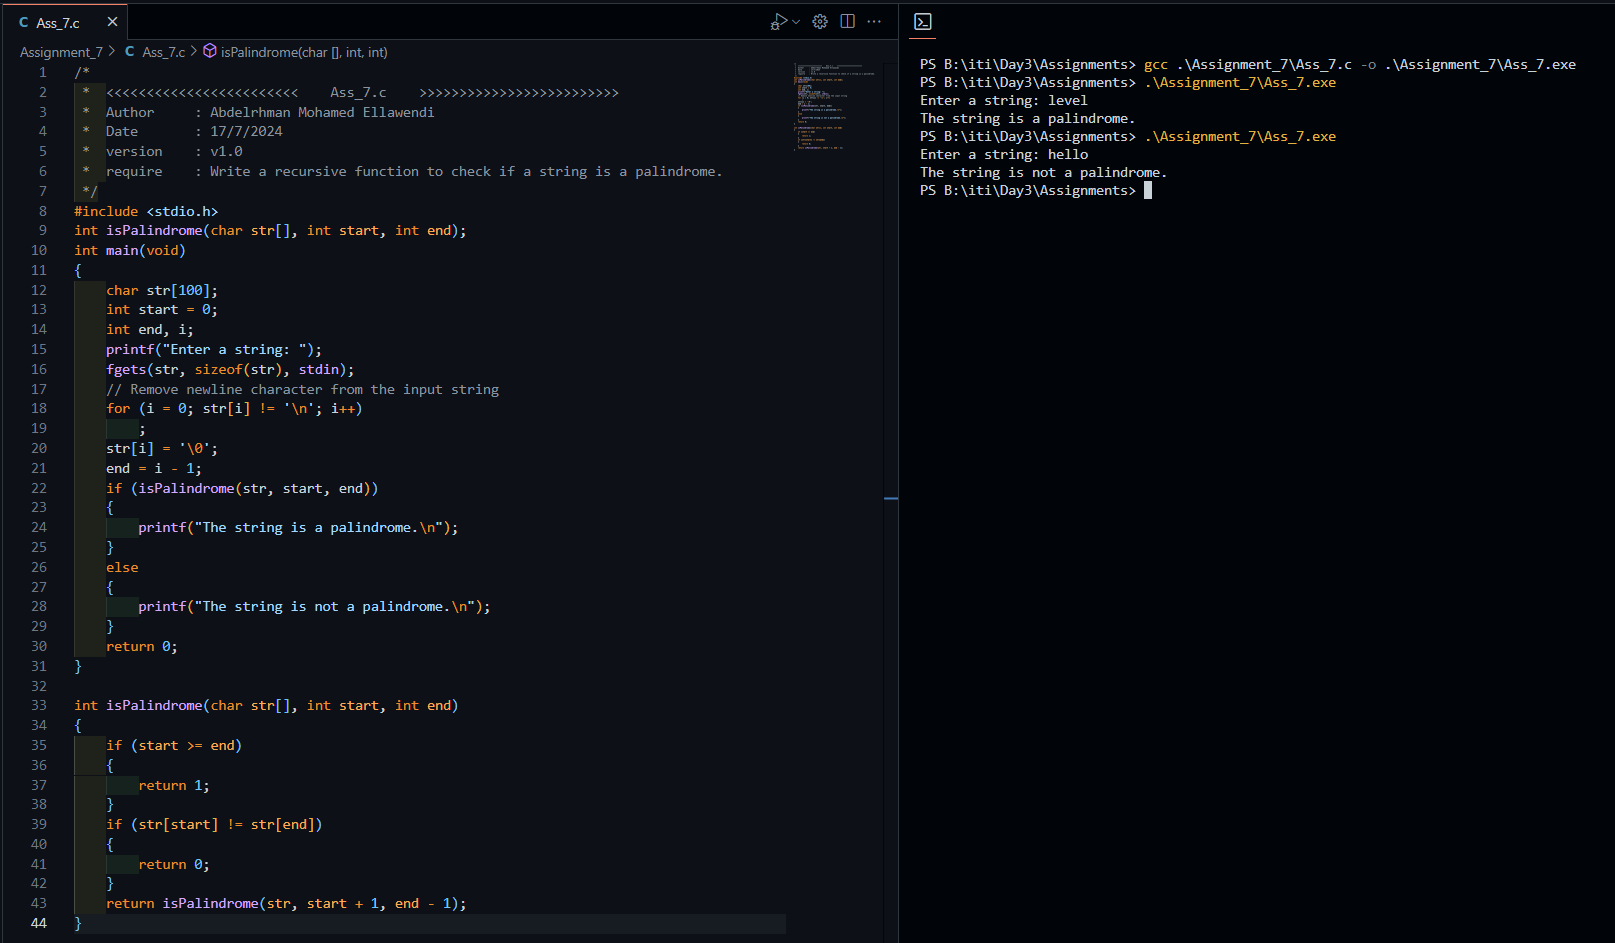 C Ass_7.c ×
Assignment_7 > C Ass_7.c > isPalindrome(char [], int, int)
1 /*
2 * <<<<<<<<<<<<<<<<<<<<<<<< Ass_7.c >>>>>>>>>>>>>>>>>>>>>>>>>
3 * Author : Abdelrhman Mohamed Ellawendi
4 * Date : 17/7/2024
5 * version : v1.0
6 * require : Write a recursive function to check if a string is a palindrome.
7 */
8 #include <stdio.h>
9 int isPalindrome(char str[], int start, int end);
10 int main(void)
11 {
12 char str[100];
13 int start = 0;
14 int end, i;
15 printf("Enter a string: ");
16 fgets(str, sizeof(str), stdin);
17 // Remove newline character from the input string
18 for (i = 0; str[i] != '\n'; i++)
19 ;
20 str[i] = '\0';
21 end = i - 1;
22 if (isPalindrome(str, start, end))
23 {
24 printf("The string is a palindrome.\n");
25 }
26 else
27 {
28 printf("The string is not a palindrome.\n");
29 }
30 return 0;
31 }
32
33 int isPalindrome(char str[], int start, int end)
34 {
35 if (start >= end)
36 {
37 return 1;
38 }
39 if (str[start] != str[end])
40 {
41 return 0;
42 }
43 return isPalindrome(str, start + 1, end - 1);
44 }
PS B:\iti\Day3\Assignments> gcc .\Assignment_7\Ass_7.c -o .\Assignment_7\Ass_7.exe
PS B:\iti\Day3\Assignments> .\Assignment_7\Ass_7.exe
Enter a string: level
The string is a palindrome.
PS B:\iti\Day3\Assignments> .\Assignment_7\Ass_7.exe
Enter a string: hello
The string is not a palindrome.
PS B:\iti\Day3\Assignments>